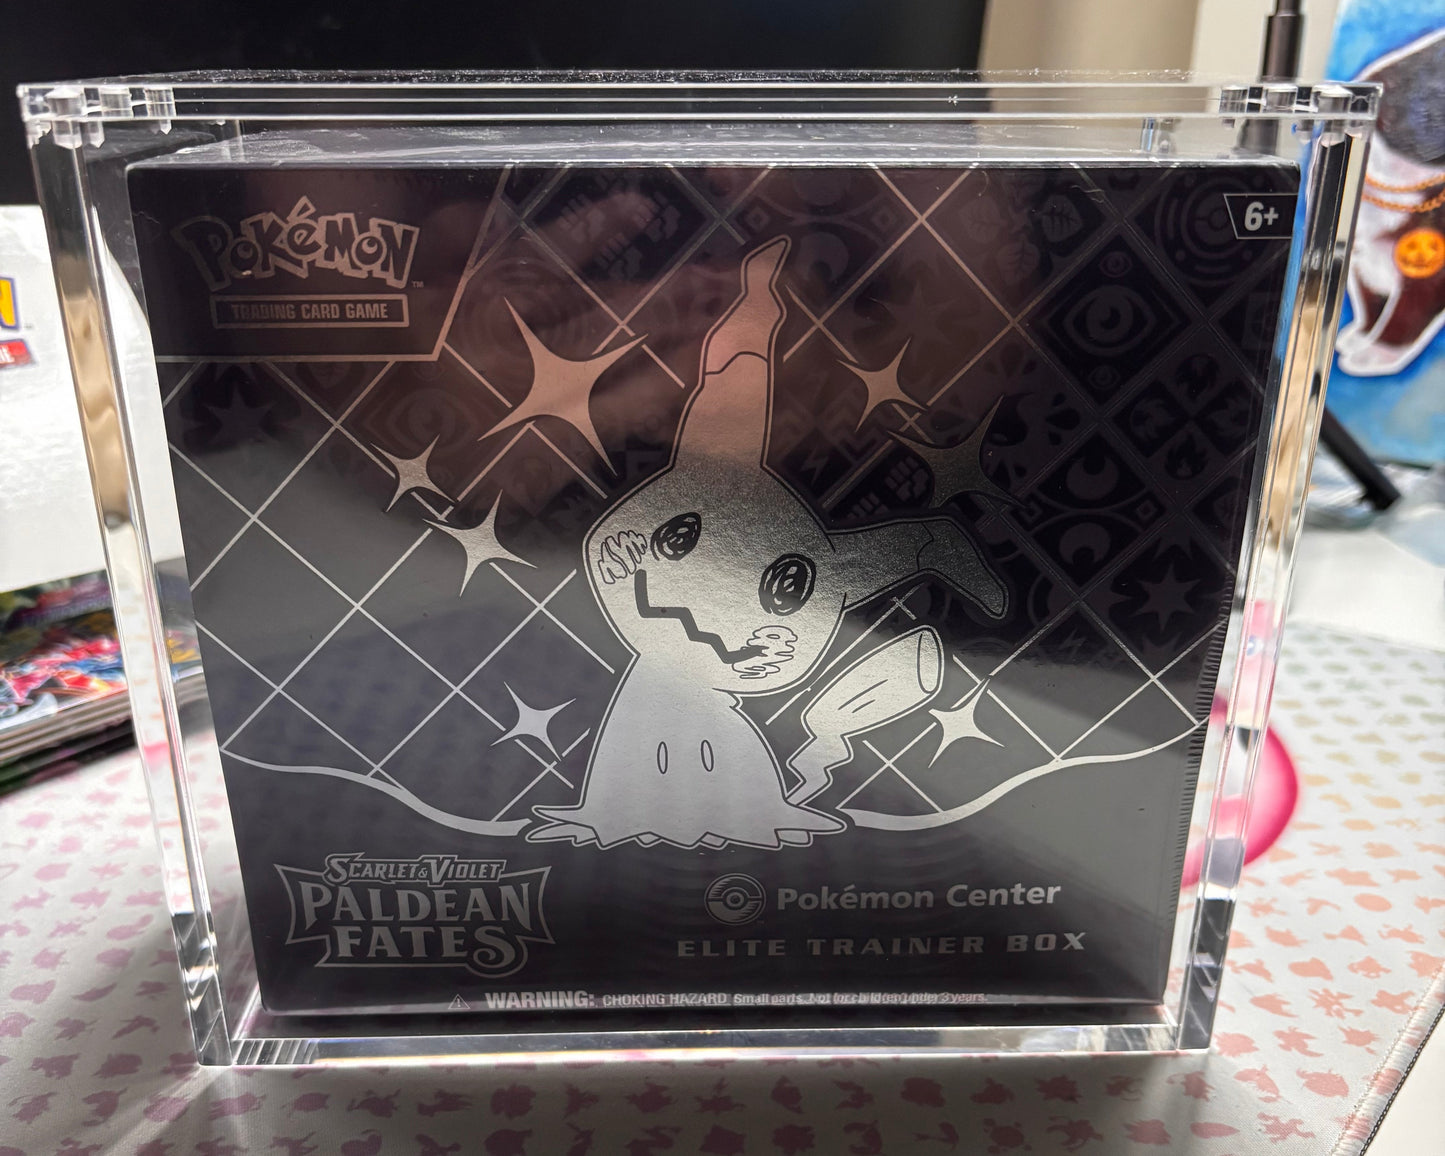 POKéMON™
TRADING CARD GAME
6+
SCARLET & VIOLET
PALDEAN
FATES
Pokémon Center
ELITE TRAINER BOX
⚠ WARNING: CHOKING HAZARD Small parts. Not for children under 3 years.